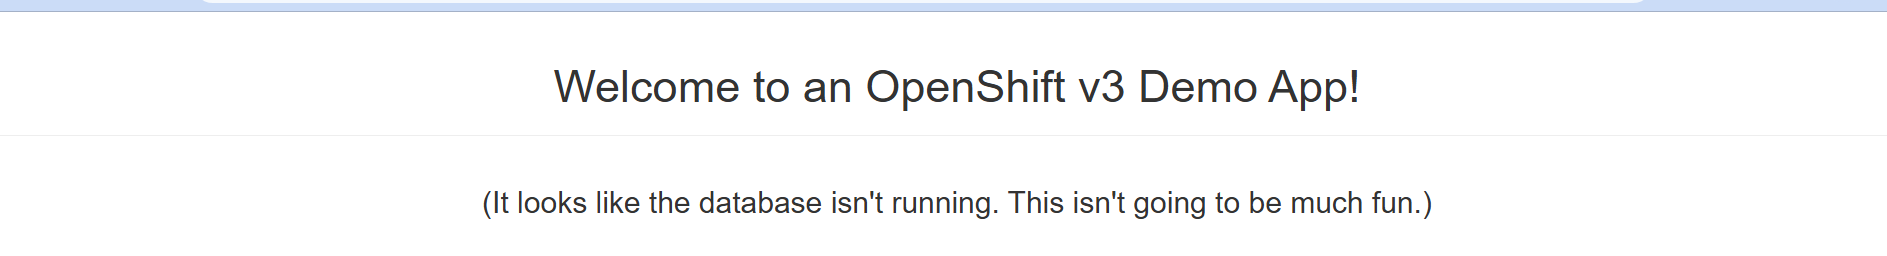 Welcome to an OpenShift v3 Demo App!
(It looks like the database isn't running. This isn't going to be much fun.)